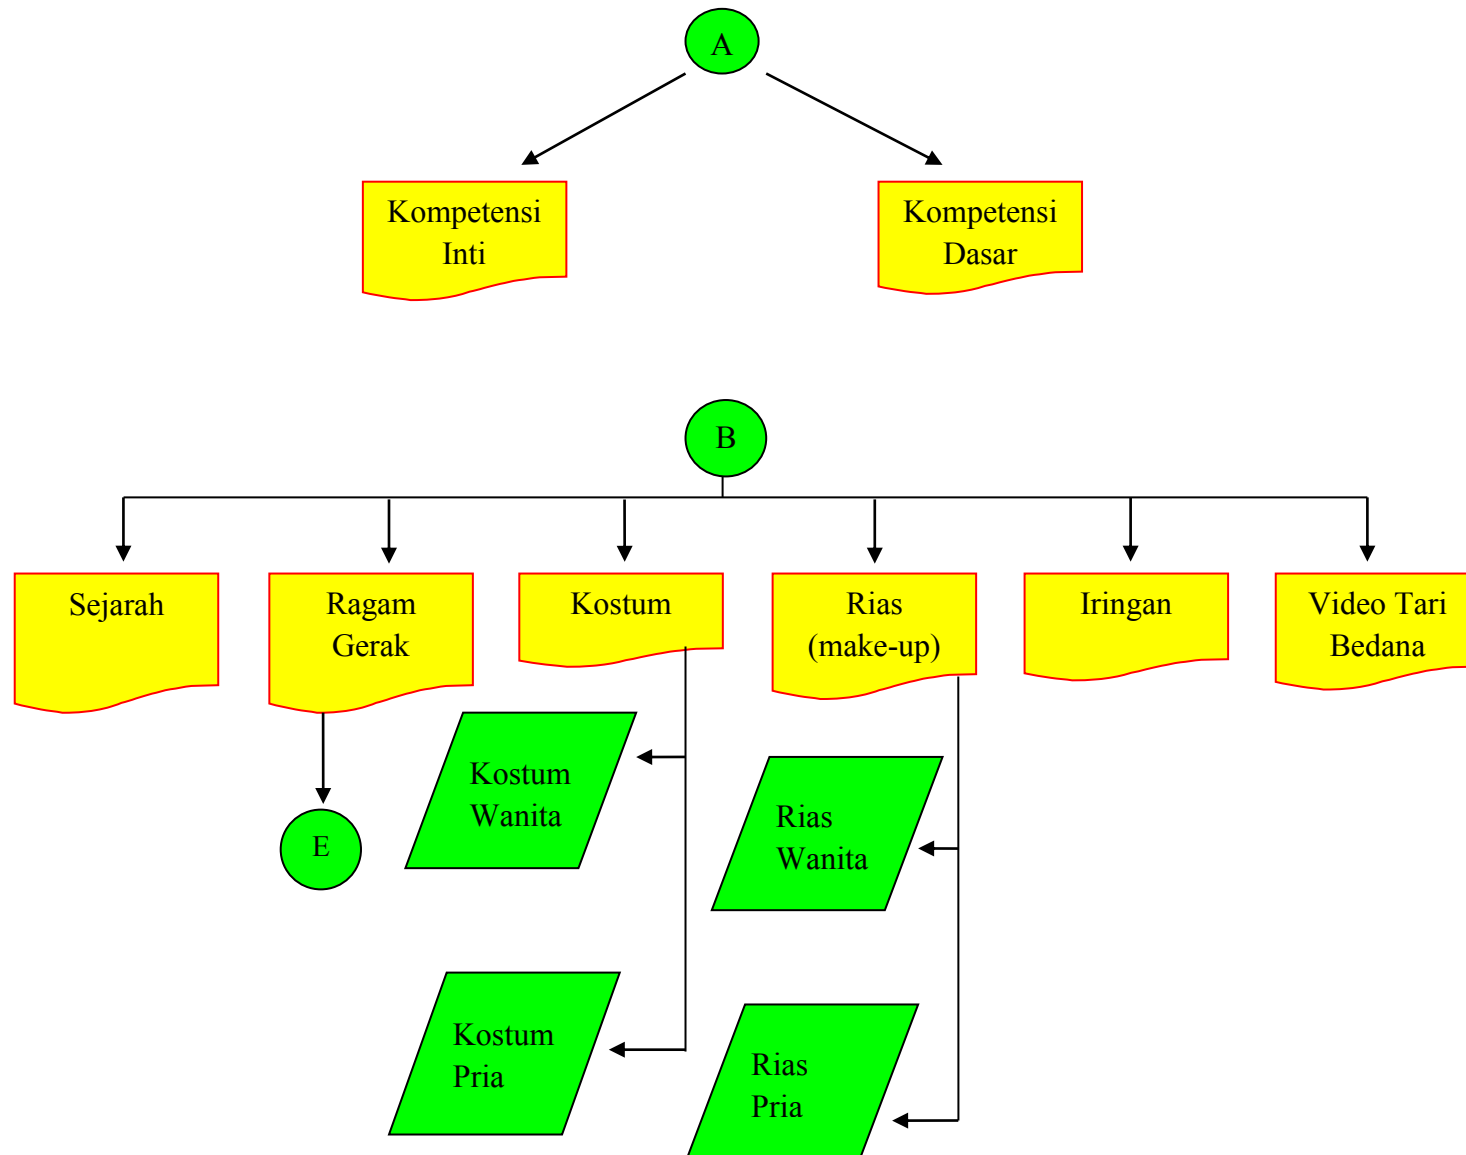 A
Kompetensi
Inti
Kompetensi
Dasar
B
Sejarah
Ragam
Gerak
Kostum
Rias
(make-up)
Iringan
Video Tari
Bedana
E
Kostum
Wanita
Rias
Wanita
Kostum
Pria
Rias
Pria